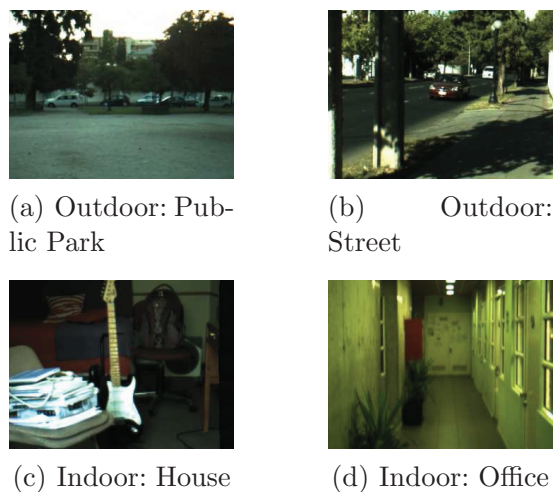 (a) Outdoor: Pub-
lic Park
(b) Outdoor:
Street
(c) Indoor: House
(d) Indoor: Office